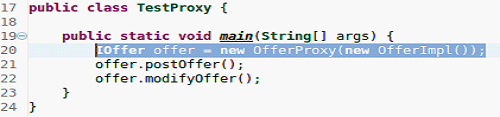 17 public class TestProxy {
18
19 public static void main(String[] args) {
20 IOffer offer = new OfferProxy(new OfferImpl());
21 offer.postOffer();
22 offer.modifyOffer();
23 }
24 }